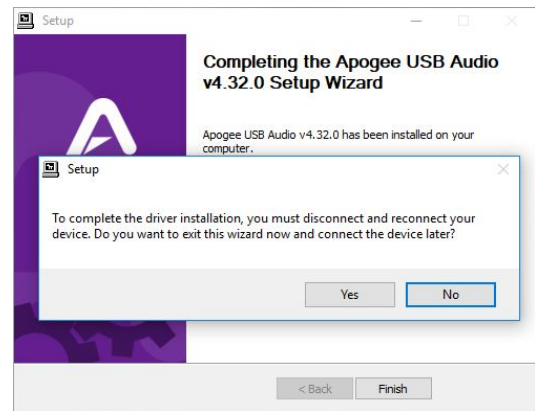 Setup
Completing the Apogee USB Audio
v4.32.0 Setup Wizard
Apogee USB Audio v4.32.0 has been installed on your
computer.
Setup
To complete the driver installation, you must disconnect and reconnect your
device. Do you want to exit this wizard now and connect the device later?
Yes No
< Back Finish